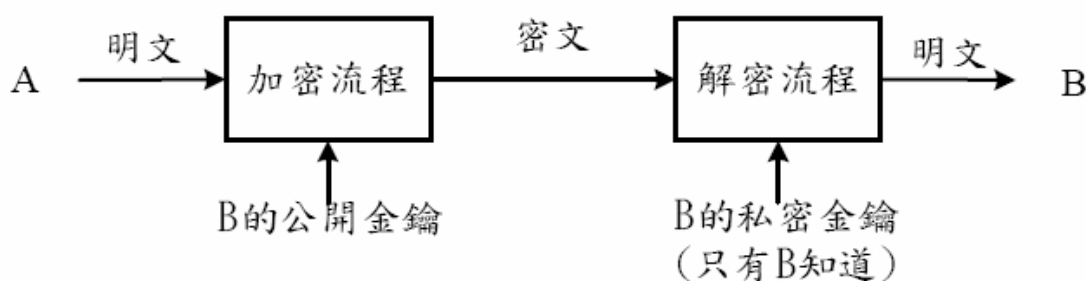 A
明文
加密流程
密文
解密流程
明文
B
B的公開金鑰
B的私密金鑰
(只有B知道)